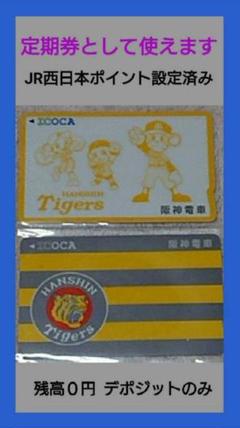 定期券として使えます
JR西日本ポイント設定済み
ICOCA
HANSHIN
Tigers
阪神電車
ICOCA
阪神電車
HANSHIN
Tigers
残高０円 デポジットのみ